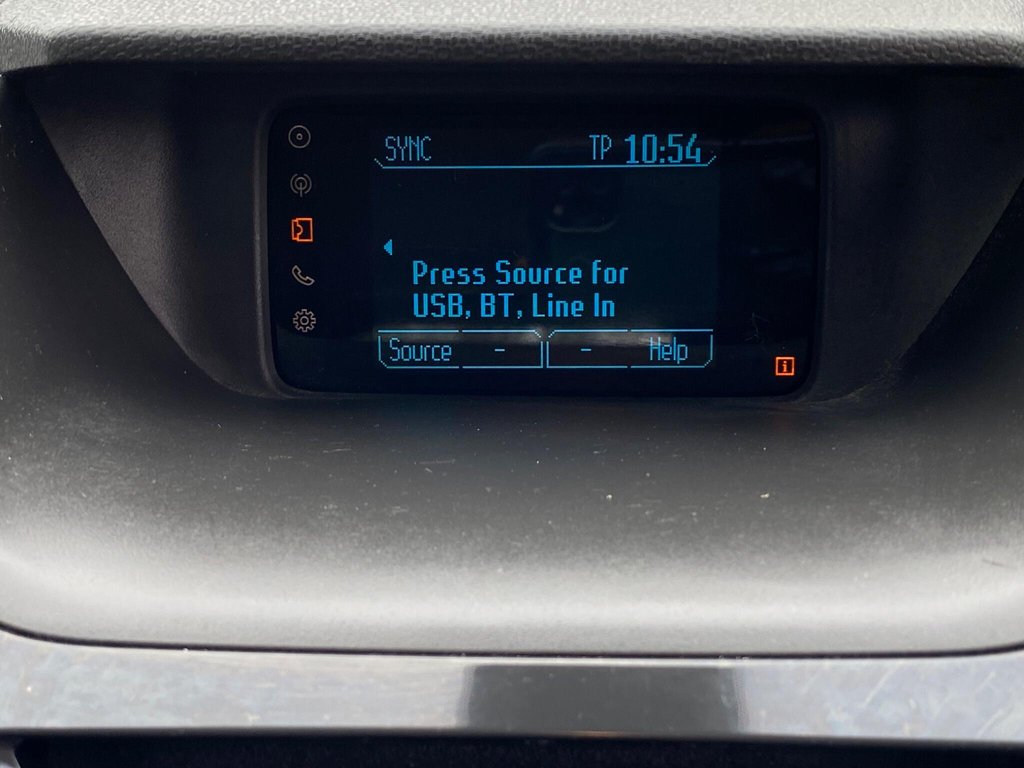 SYNC TP 10:54
Press Source for
USB, BT, Line In
Source - - Help
i